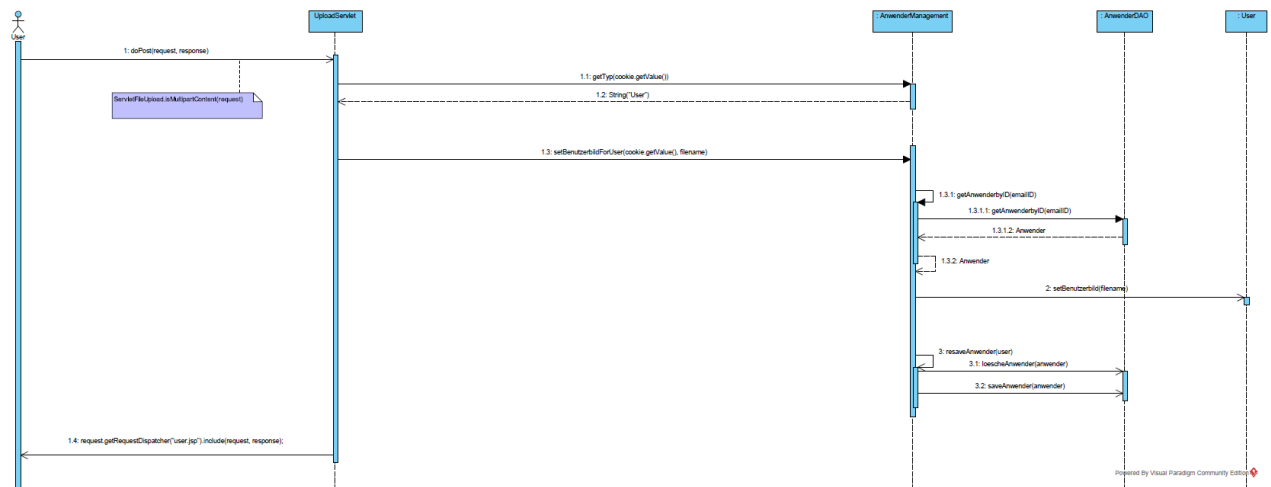 UploadServlet
: AnwenderManagement
: AnwenderDAO
: User
User
1: doPost(request, response)
1.1: getTyp(cookie.getValue())
1.2: String("User")
ServletFileUpload.isMultipartContent(request)
1.3: setBenutzerbildForUser(cookie.getValue(), filename)
1.3.1: getAnwenderbyID(emailID)
1.3.1.1: getAnwenderbyID(emailID)
1.3.1.2: Anwender
1.3.2: Anwender
2: setBenutzerbild(filename)
3: resaveAnwender(user)
3.1: loescheAnwender(anwender)
3.2: saveAnwender(anwender)
1.4: request.getRequestDispatcher("user.jsp").include(request, response);
Powered By Visual Paradigm Community Edition